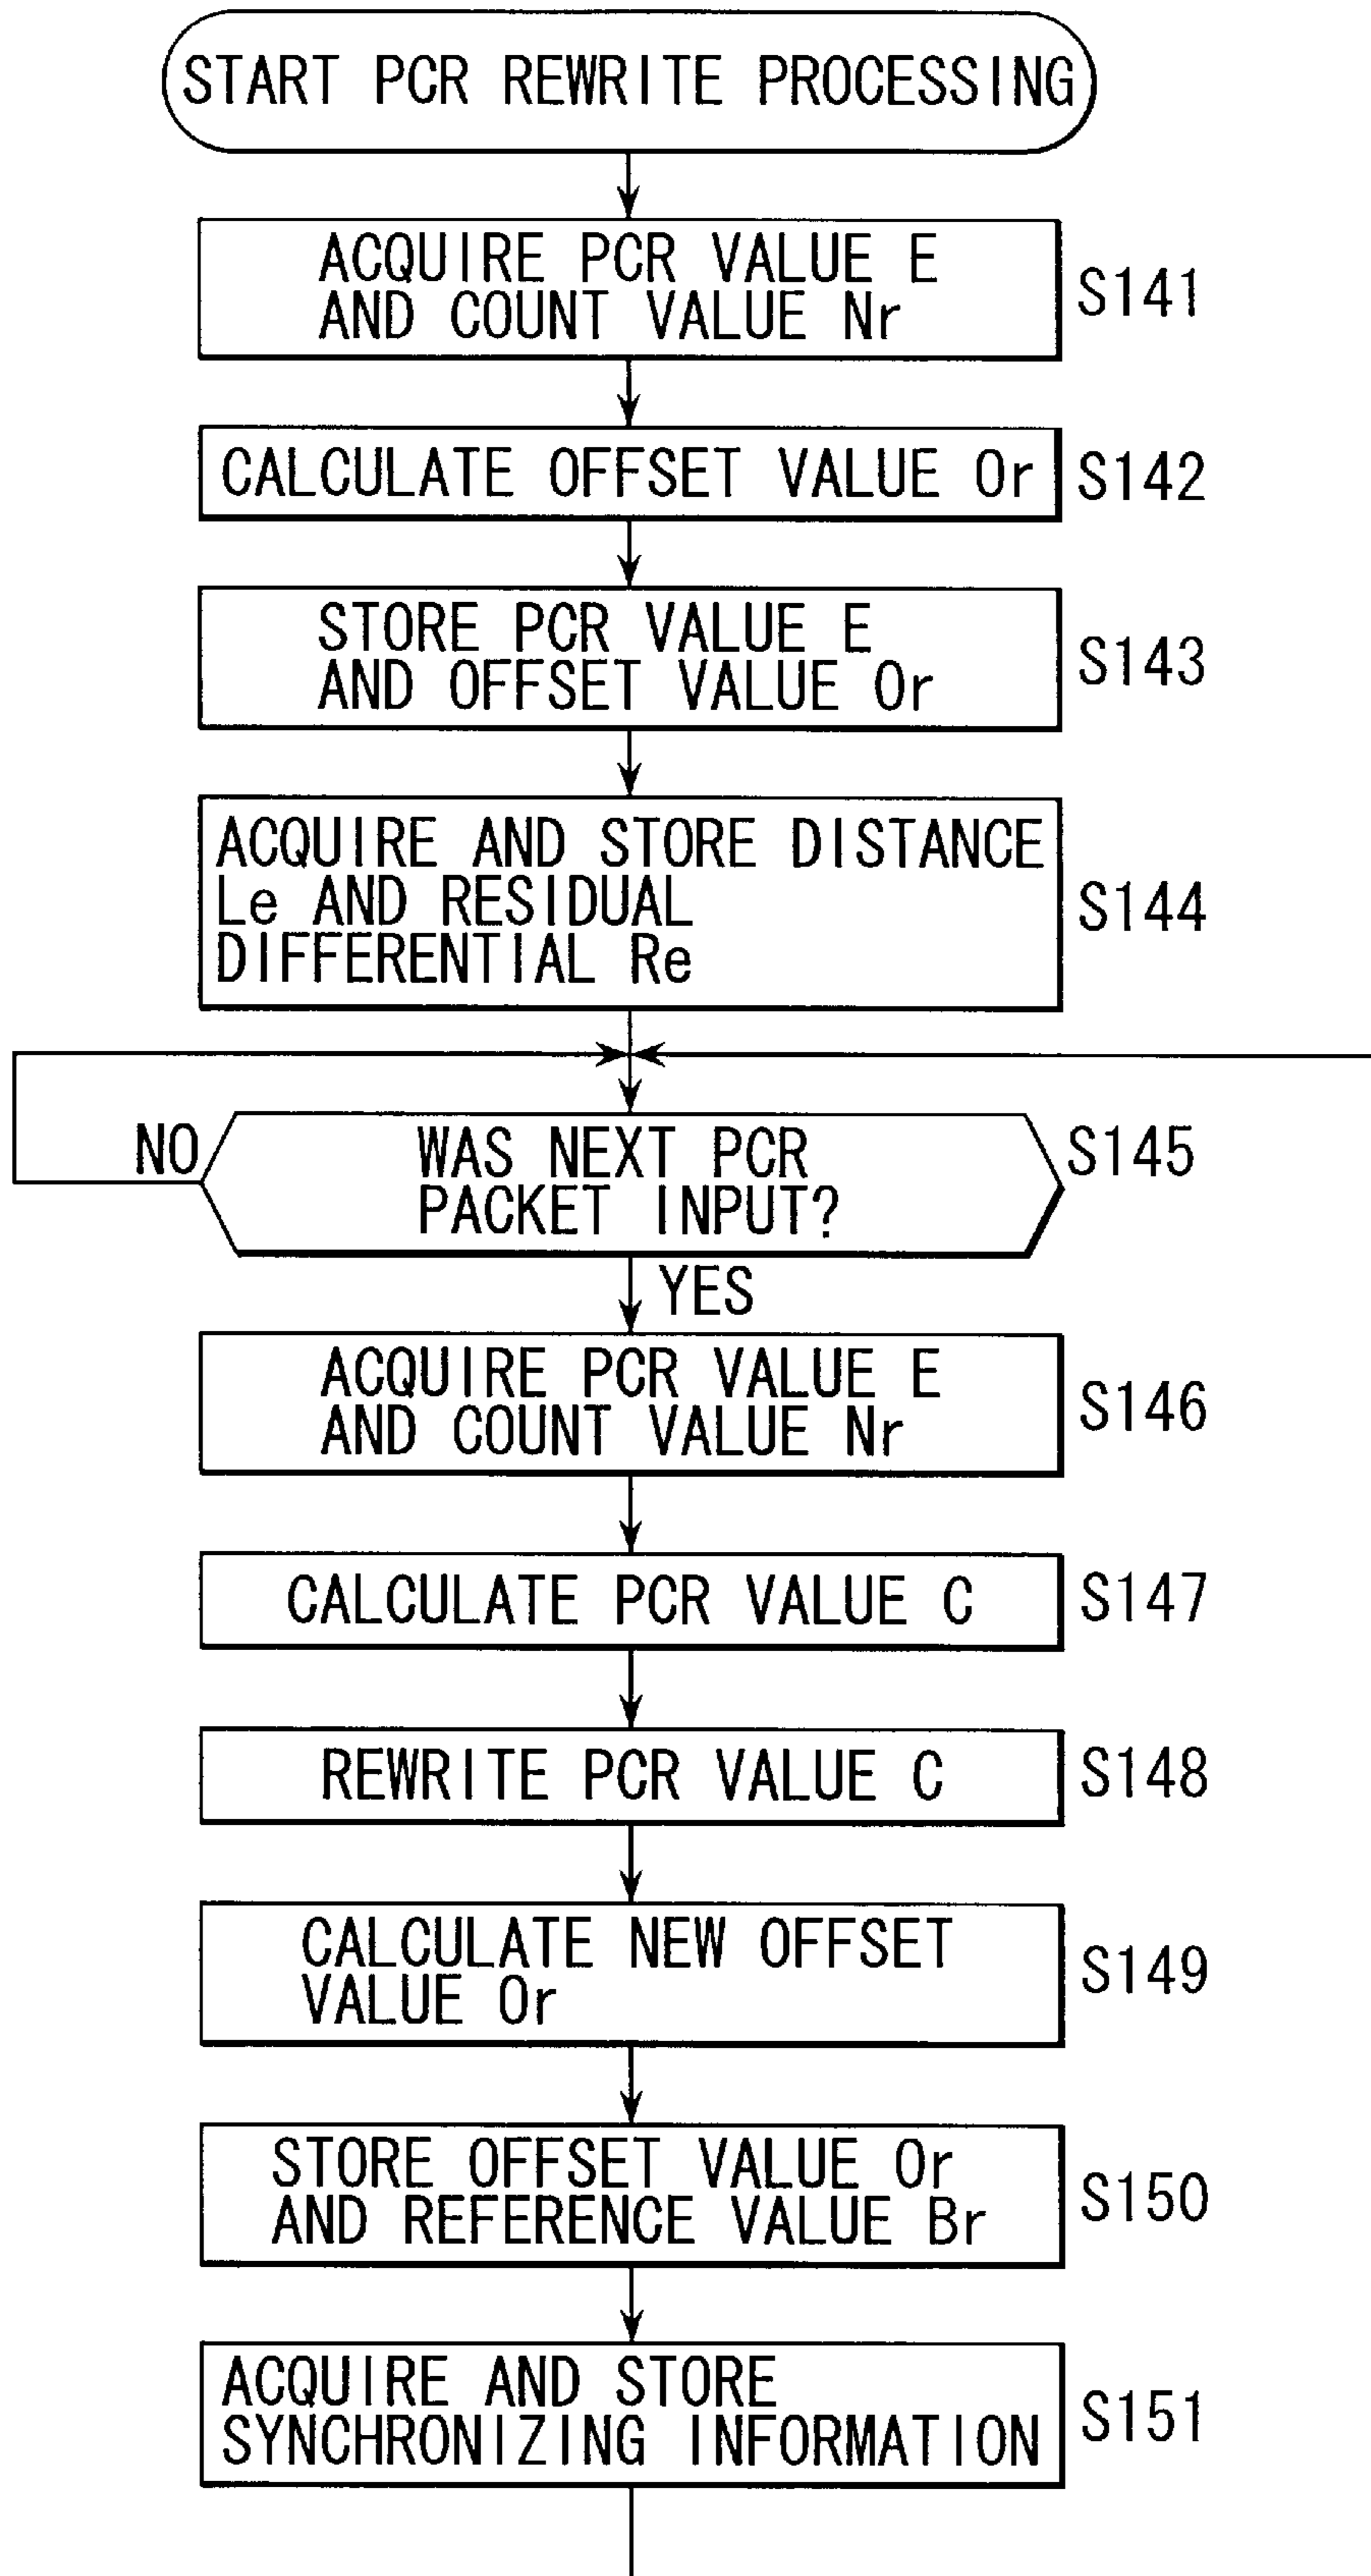 START PCR REWRITE PROCESSING
ACQUIRE PCR VALUE E
AND COUNT VALUE Nr
S141
CALCULATE OFFSET VALUE Or
S142
STORE PCR VALUE E
AND OFFSET VALUE Or
S143
ACQUIRE AND STORE DISTANCE
Le AND RESIDUAL
DIFFERENTIAL Re
S144
NO
WAS NEXT PCR
PACKET INPUT?
S145
YES
ACQUIRE PCR VALUE E
AND COUNT VALUE Nr
S146
CALCULATE PCR VALUE C
S147
REWRITE PCR VALUE C
S148
CALCULATE NEW OFFSET
VALUE Or
S149
STORE OFFSET VALUE Or
AND REFERENCE VALUE Br
S150
ACQUIRE AND STORE
SYNCHRONIZING INFORMATION
S151